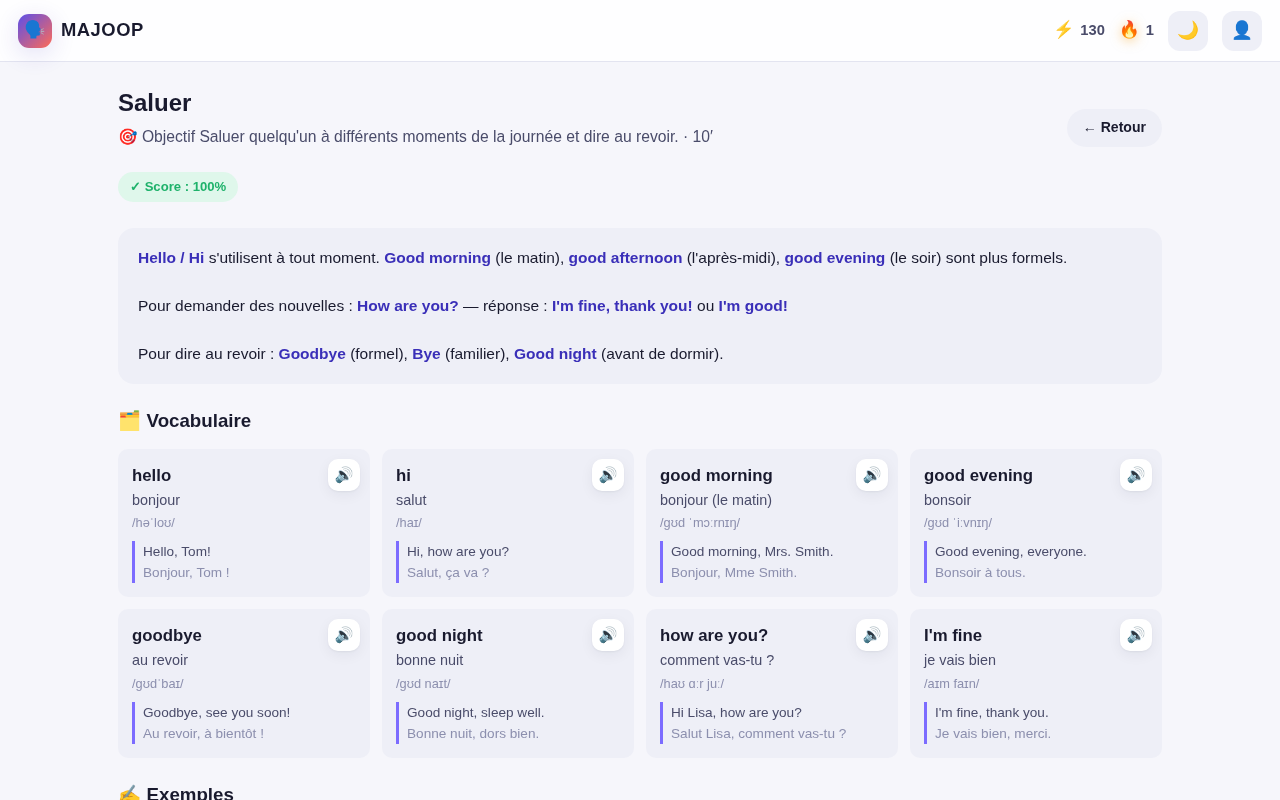 MAJOOP
130
1
Saluer
Objectif Saluer quelqu'un à différents moments de la journée et dire au revoir. · 10′
← Retour
✓ Score : 100%
Hello / Hi s'utilisent à tout moment. Good morning (le matin), good afternoon (l'après-midi), good evening (le soir) sont plus formels.
Pour demander des nouvelles : How are you? — réponse : I'm fine, thank you! ou I'm good!
Pour dire au revoir : Goodbye (formel), Bye (familier), Good night (avant de dormir).
Vocabulaire
hello
bonjour
/həˈloʊ/
Hello, Tom!
Bonjour, Tom !
hi
salut
/haɪ/
Hi, how are you?
Salut, ça va ?
good morning
bonjour (le matin)
/ɡʊd ˈmɔːrnɪŋ/
Good morning, Mrs. Smith.
Bonjour, Mme Smith.
good evening
bonsoir
/ɡʊd ˈiːvnɪŋ/
Good evening, everyone.
Bonsoir à tous.
goodbye
au revoir
/ɡʊdˈbaɪ/
Goodbye, see you soon!
Au revoir, à bientôt !
good night
bonne nuit
/ɡʊd naɪt/
Good night, sleep well.
Bonne nuit, dors bien.
how are you?
comment vas-tu ?
/haʊ ɑːr juː/
Hi Lisa, how are you?
Salut Lisa, comment vas-tu ?
I'm fine
je vais bien
/aɪm faɪn/
I'm fine, thank you.
Je vais bien, merci.
Exemples